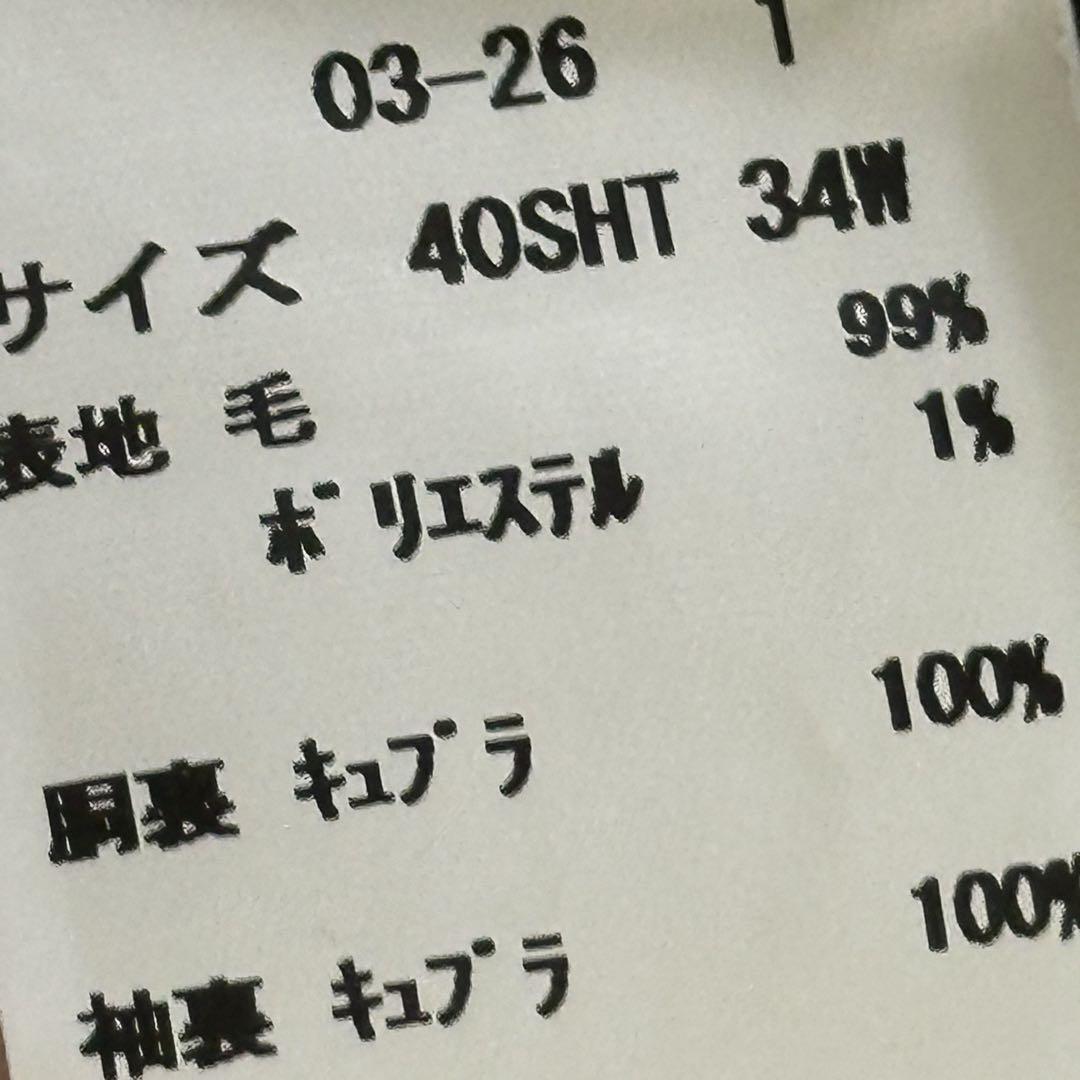 03-26 1
サイズ 40SHT 34W
表地 毛 99%
ポリエステル 1%
胴裏 キュプラ 100%
袖裏 キュプラ 100%